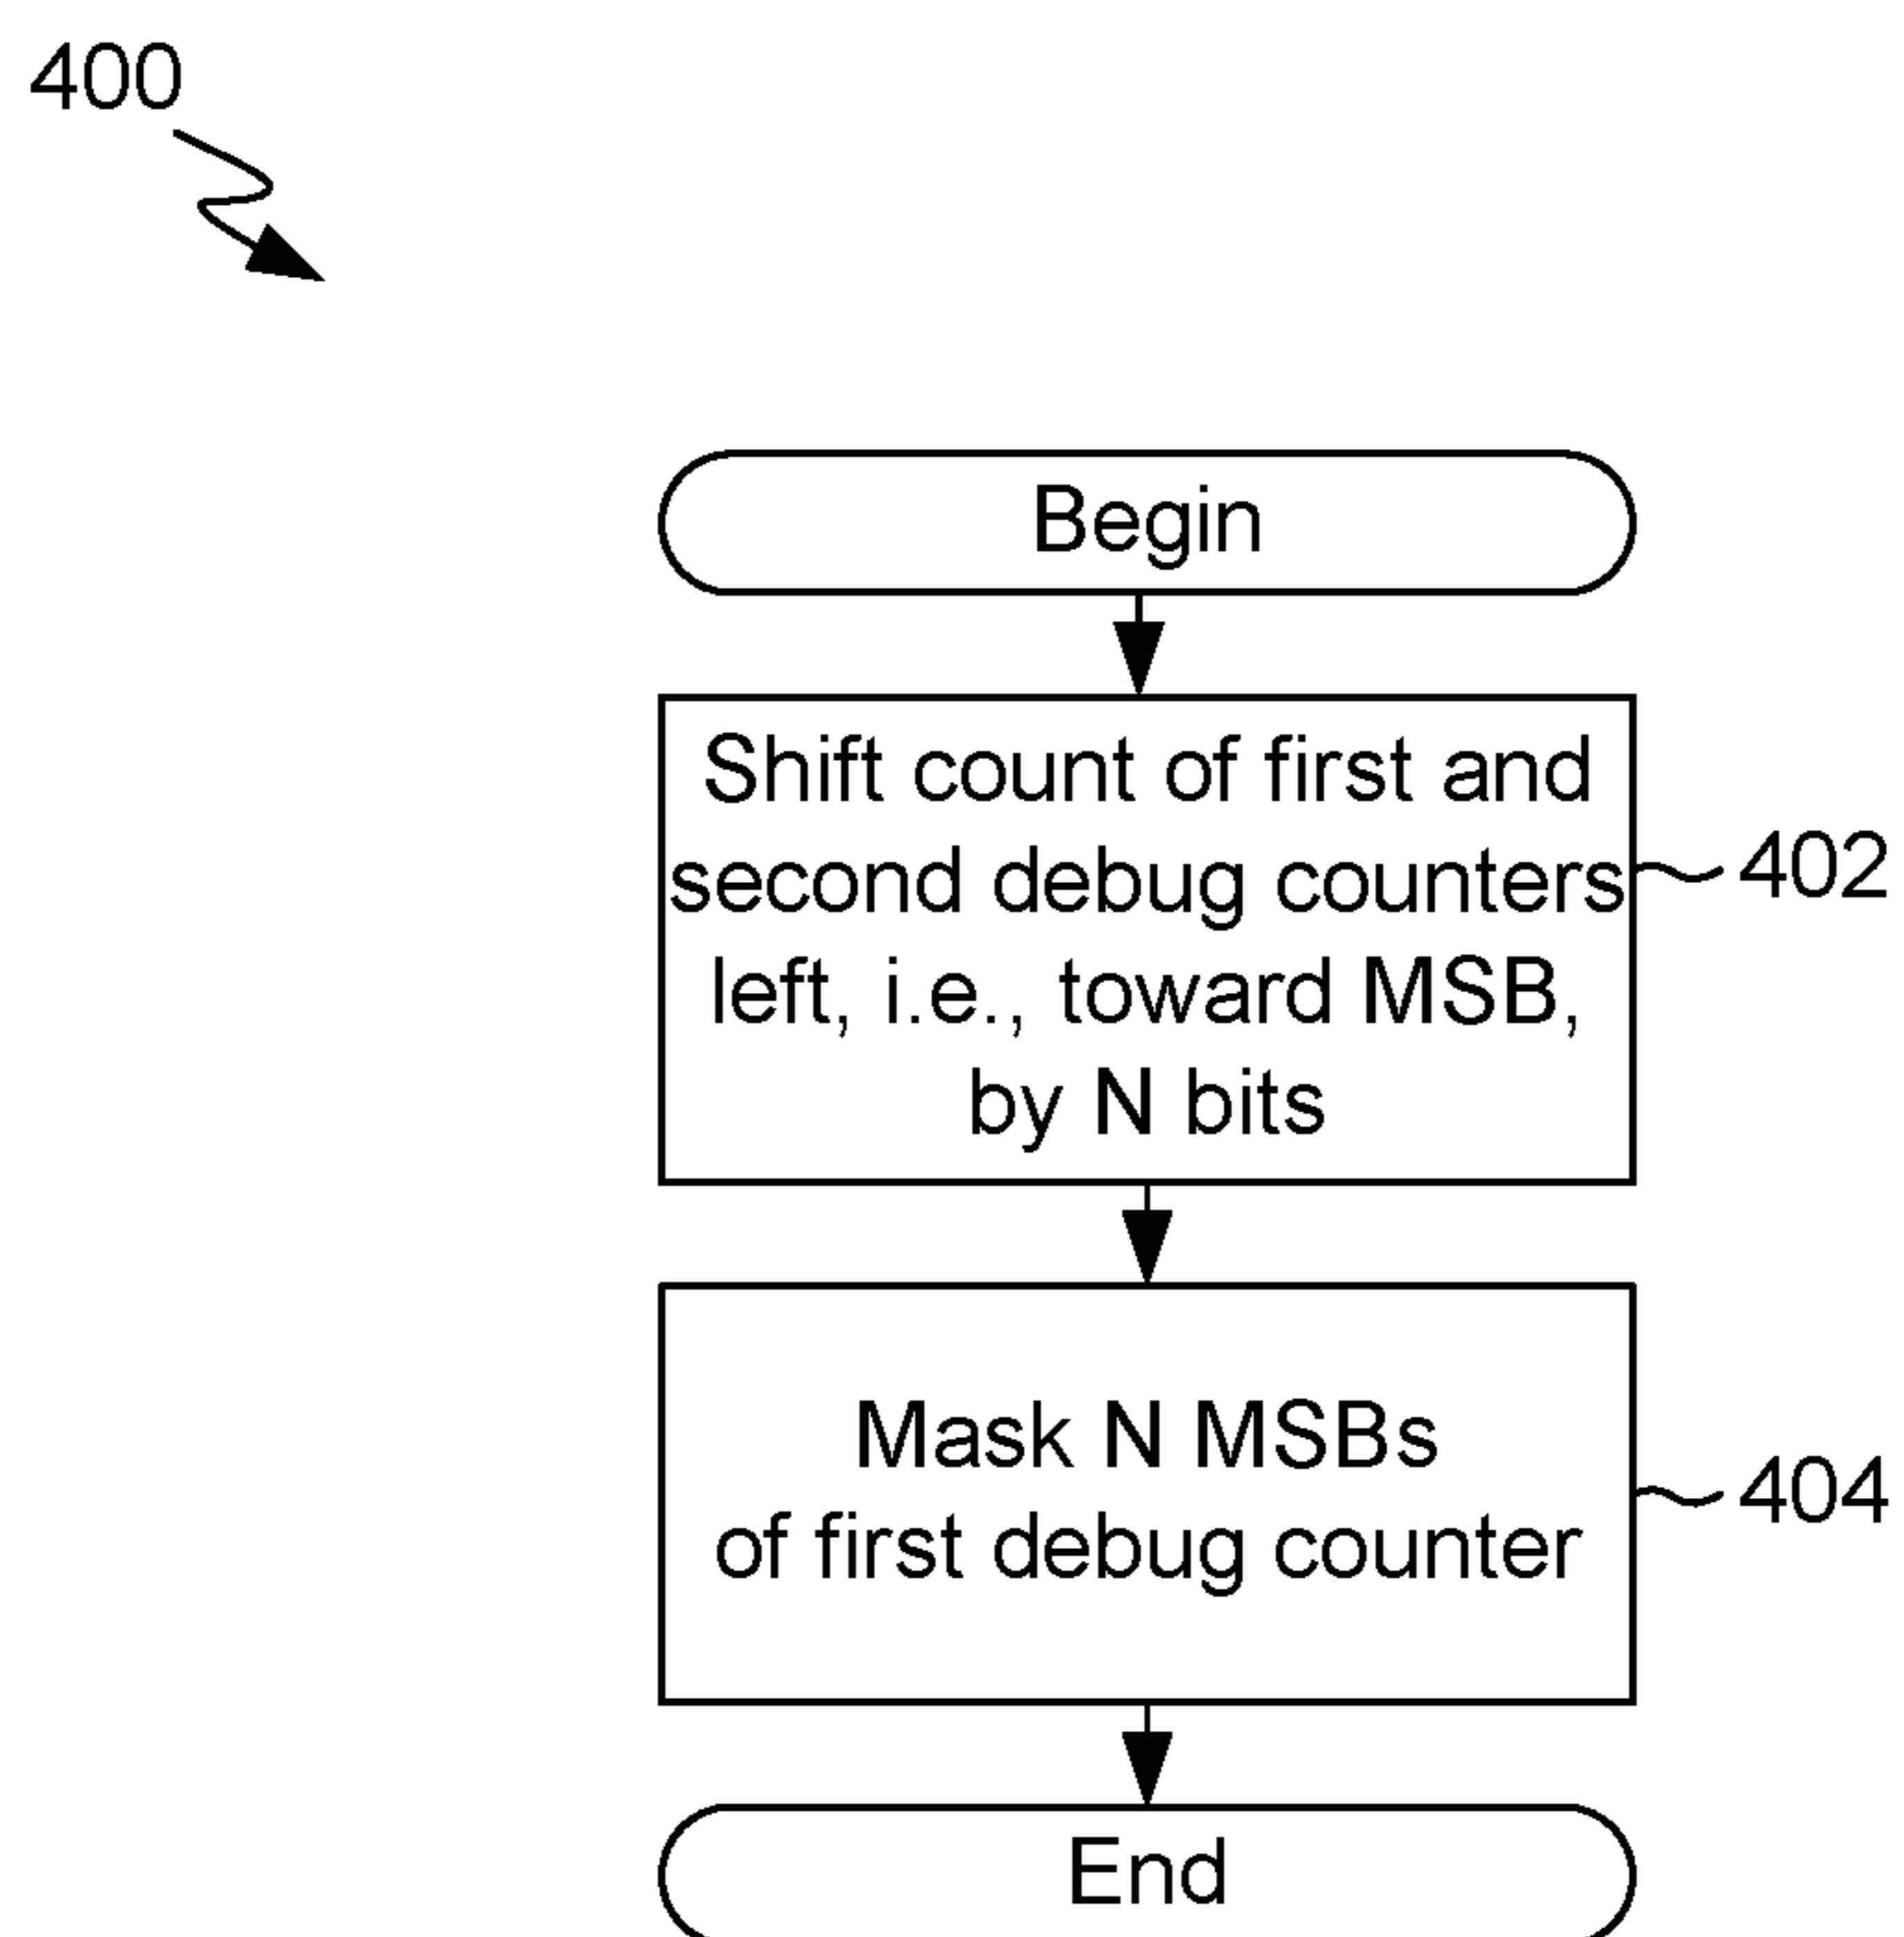 400
Begin
Shift count of first and
second debug counters
left, i.e., toward MSB,
by N bits
402
Mask N MSBs
of first debug counter
404
End